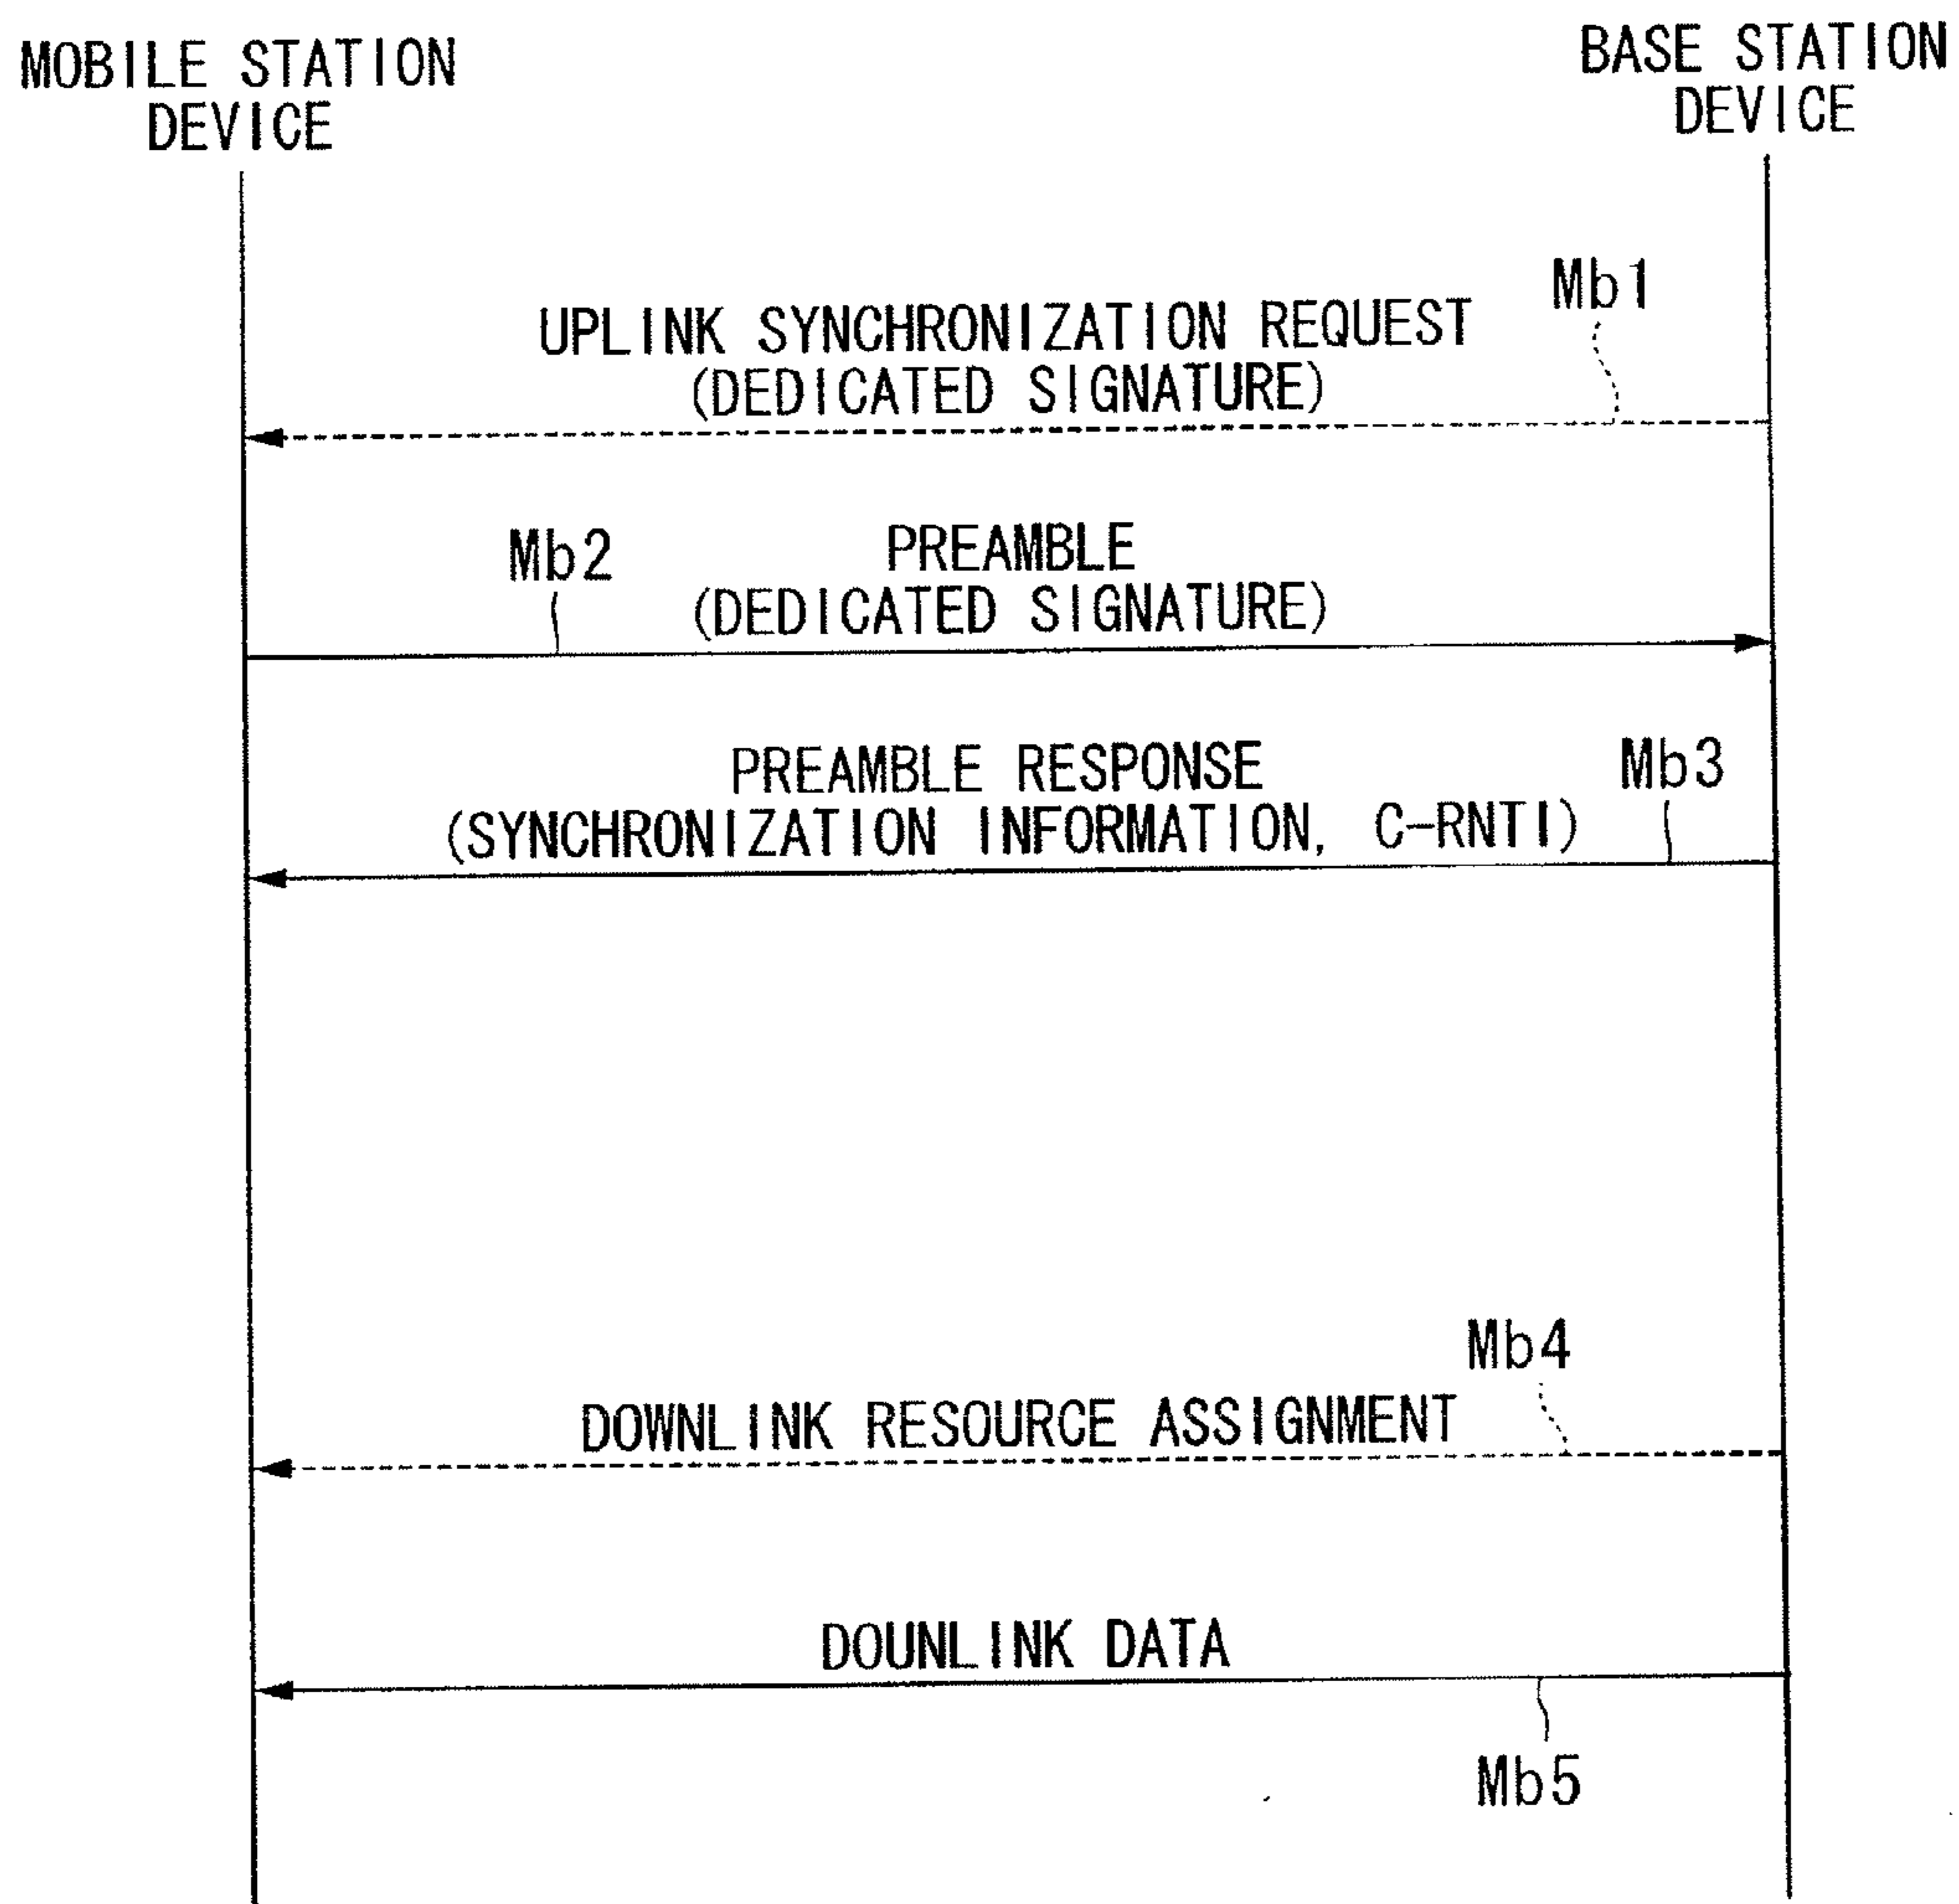 MOBILE STATION
DEVICE
BASE STATION
DEVICE
Mb1
UPLINK SYNCHRONIZATION REQUEST
(DEDICATED SIGNATURE)
Mb2
PREAMBLE
(DEDICATED SIGNATURE)
PREAMBLE RESPONSE
Mb3
(SYNCHRONIZATION INFORMATION, C-RNTI)
Mb4
DOWNLINK RESOURCE ASSIGNMENT
DOUNLINK DATA
Mb5